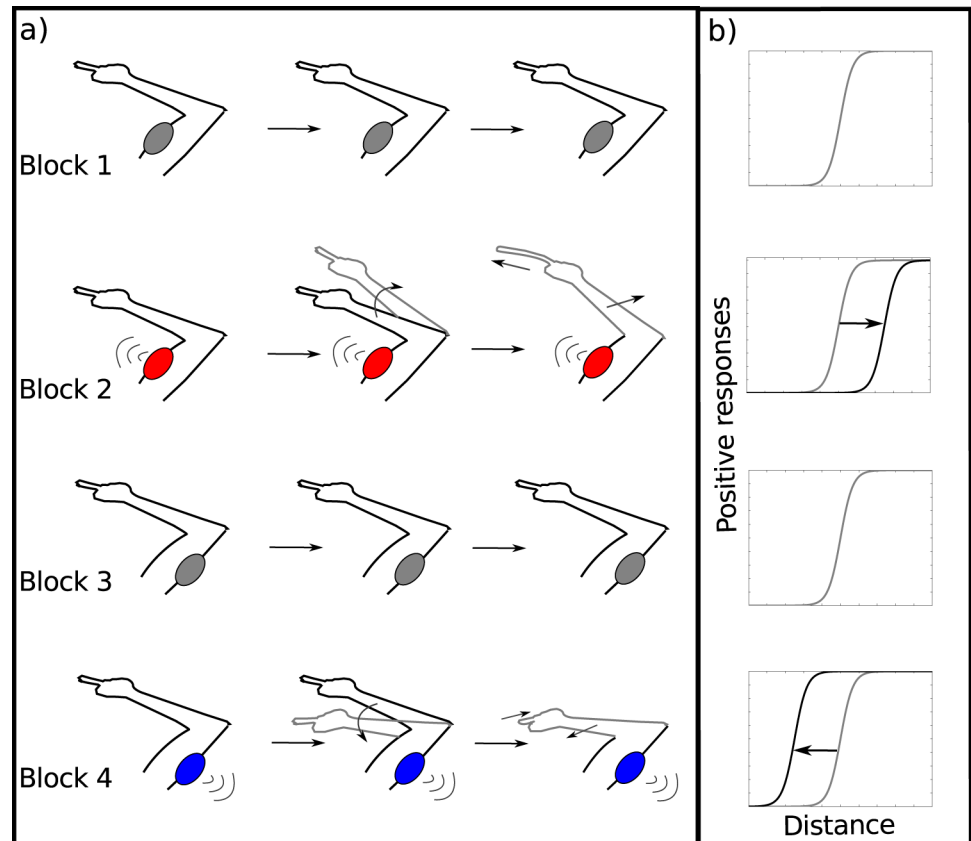 a)
Block 1
Block 2
Block 3
Block 4
b)
Positive responses
Distance